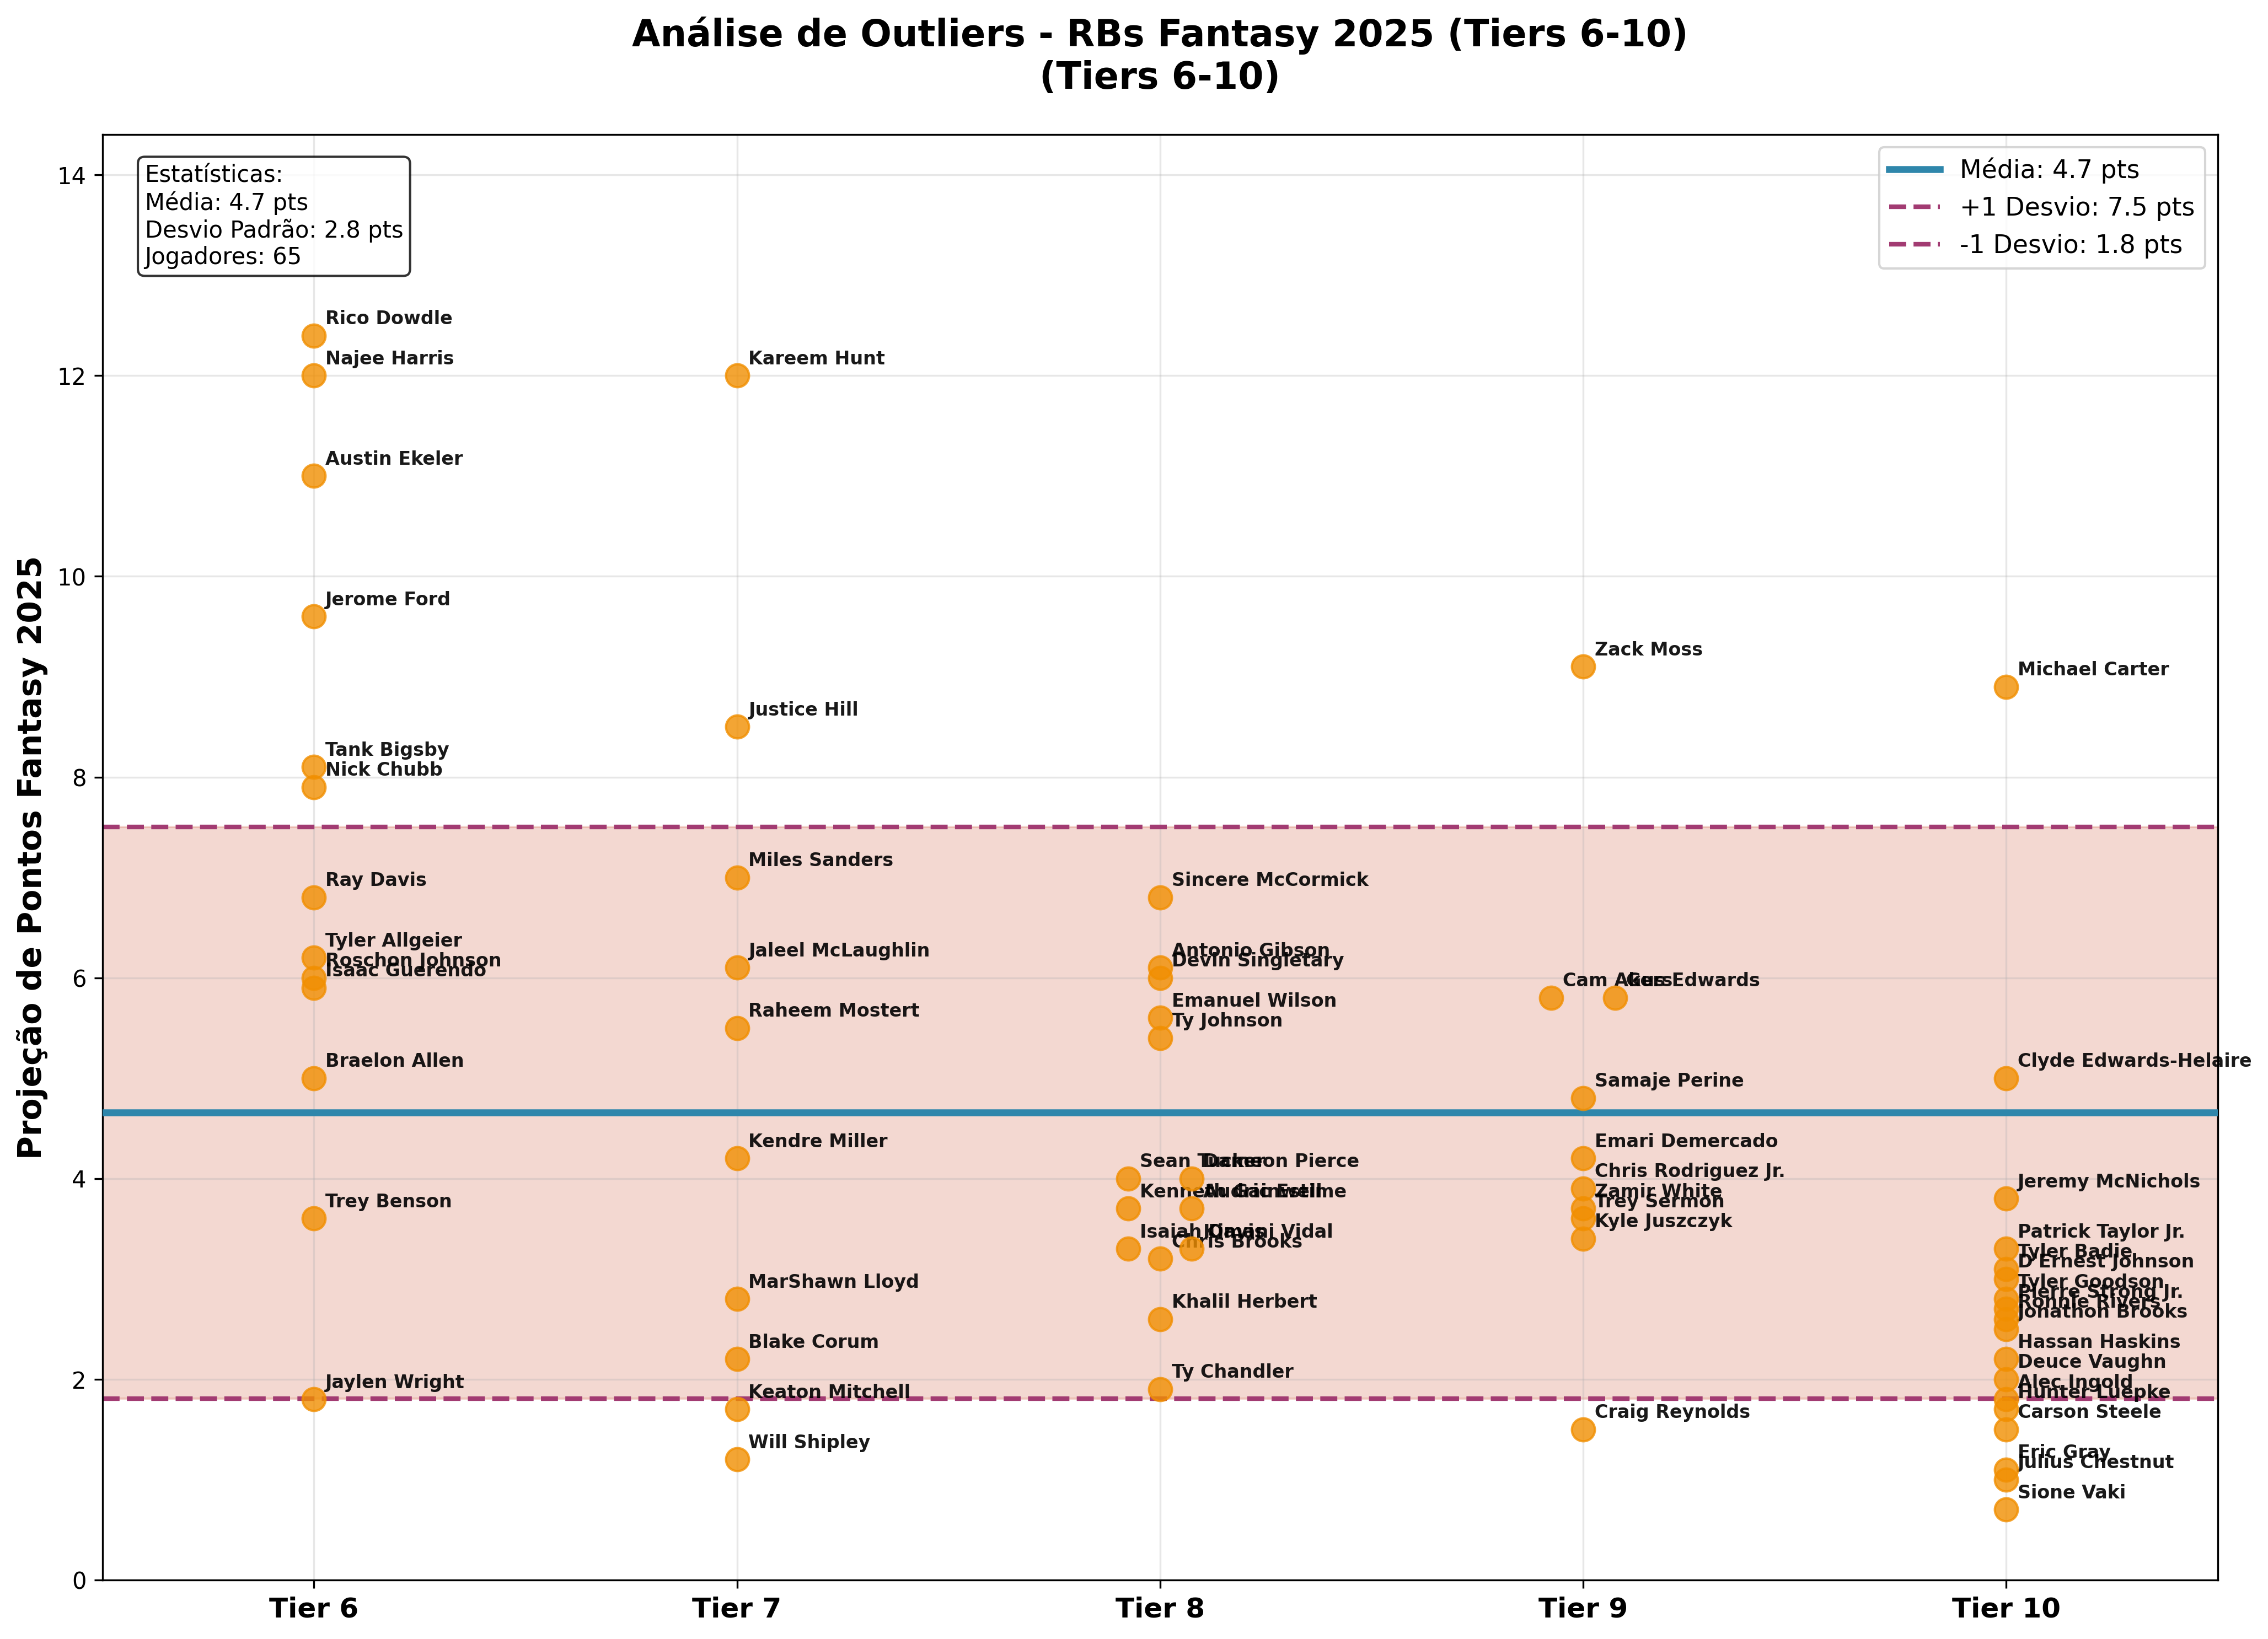 Análise de Outliers - RBs Fantasy 2025 (Tiers 6-10)
(Tiers 6-10)
Estatísticas:
Média: 4.7 pts
Desvio Padrão: 2.8 pts
Jogadores: 65
Média: 4.7 pts
+1 Desvio: 7.5 pts
-1 Desvio: 1.8 pts
Projeção de Pontos Fantasy 2025
14
12
10
8
6
4
2
0
Rico Dowdle
Najee Harris
Austin Ekeler
Jerome Ford
Tank Bigsby
Nick Chubb
Ray Davis
Tyler Allgeier
Roschon Johnson
Isaac Guerendo
Braelon Allen
Trey Benson
Jaylen Wright
Kareem Hunt
Justice Hill
Miles Sanders
Jaleel McLaughlin
Raheem Mostert
Kendre Miller
MarShawn Lloyd
Blake Corum
Keaton Mitchell
Will Shipley
Sincere McCormick
Antonio Gibson
Devin Singletary
Emanuel Wilson
Ty Johnson
Sean Tucker
Dameon Pierce
Kenneth Gainwell
Audric Estime
Isaiah Davis
Kimani Vidal
Chris Brooks
Khalil Herbert
Ty Chandler
Zack Moss
Cam Akers
Gus Edwards
Samaje Perine
Emari Demercado
Chris Rodriguez Jr.
Zamir White
Trey Sermon
Kyle Juszczyk
Craig Reynolds
Michael Carter
Clyde Edwards-Helaire
Jeremy McNichols
Patrick Taylor Jr.
Tyler Badie
D'Ernest Johnson
Tyler Goodson
Pierre Strong Jr.
Ronnie Rivers
Jonathon Brooks
Hassan Haskins
Deuce Vaughn
Alec Ingold
Hunter Luepke
Carson Steele
Eric Gray
Julius Chestnut
Sione Vaki
Tier 6
Tier 7
Tier 8
Tier 9
Tier 10